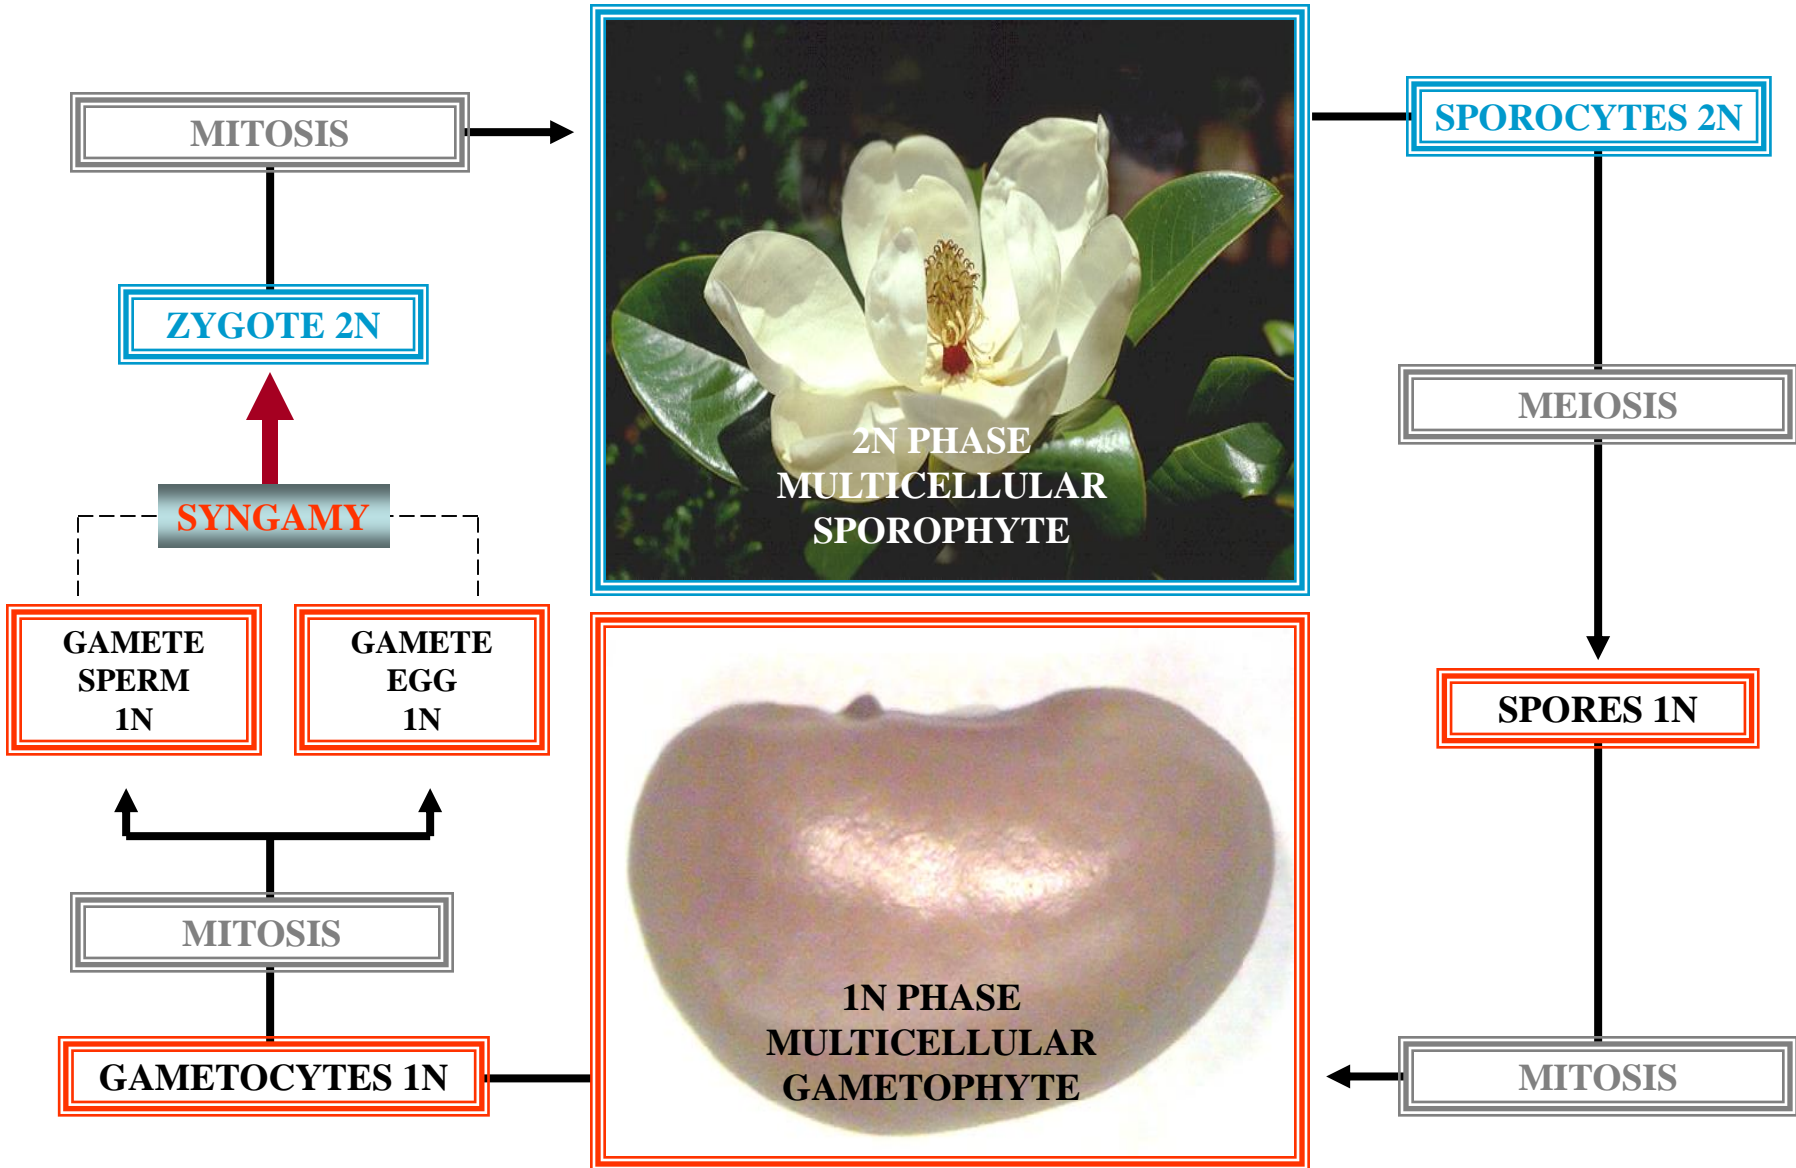 MITOSIS
SPOROCYTES 2N
ZYGOTE 2N
MEIOSIS
2N PHASE
MULTICELLULAR
SPOROPHYTE
SYNGAMY
GAMETE
SPERM
1N
GAMETE
EGG
1N
SPORES 1N
MITOSIS
1N PHASE
MULTICELLULAR
GAMETOPHYTE
GAMETOCYTES 1N
MITOSIS